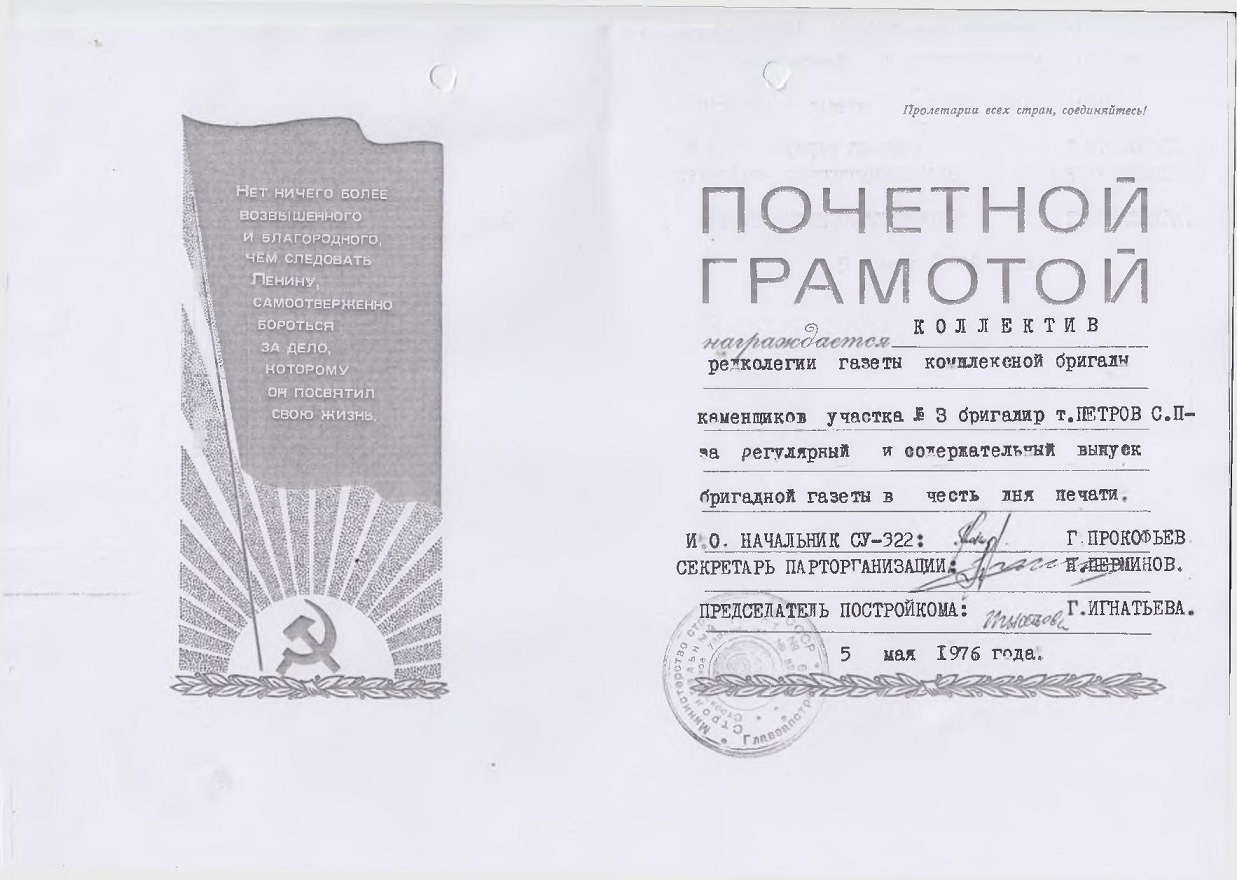 Нет ничего более
возвышенного
и благородного,
чем следовать
Ленину,
самоотверженно
бороться
за дело,
которому
он посвятил
свою жизнь.
Пролетарии всех стран, соединяйтесь!
ПОЧЕТНОЙ
ГРАМОТОЙ
награждается КОЛЛЕКТИВ
редколегии газеты комплексной бригады
каменщиков участка № 3 бригадир т.ПЕТРОВ С.П-
за регулярный и содержательный выпуск
бригадной газеты в честь дня печати.
И.О. НАЧАЛЬНИК СУ-322: Г.ПРОКОФЬЕВ
СЕКРЕТАРЬ ПАРТОРГАНИЗАЦИИ: Н.ПЕРМИНОВ.
ПРЕДСЕДАТЕЛЬ ПОСТРОЙКОМА: Г.ИГНАТЬЕВА.
5 мая 1976 года.
Министерство
СССР